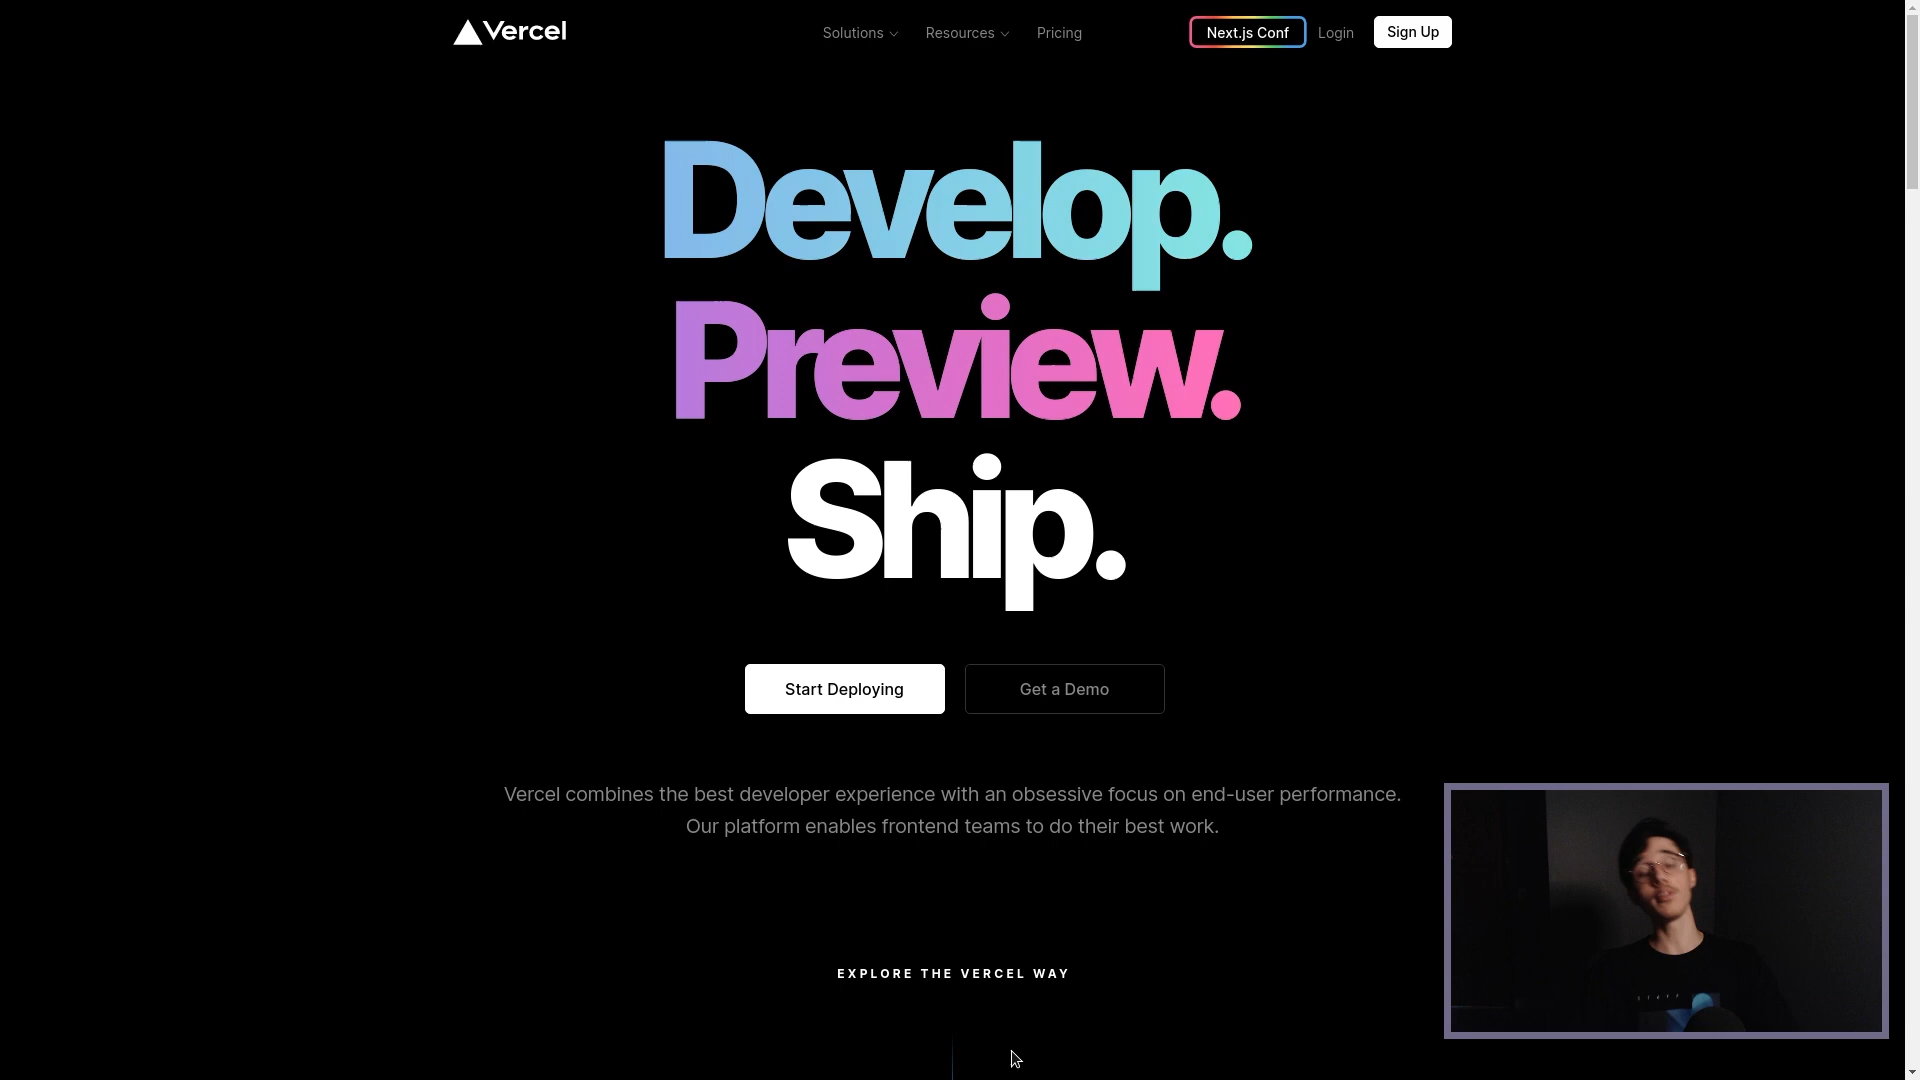 Vercel
Solutions
Resources
Pricing
Next.js Conf
Login
Sign Up
Develop.
Preview.
Ship.
Start Deploying
Get a Demo
Vercel combines the best developer experience with an obsessive focus on end-user performance.
Our platform enables frontend teams to do their best work.
EXPLORE THE VERCEL WAY